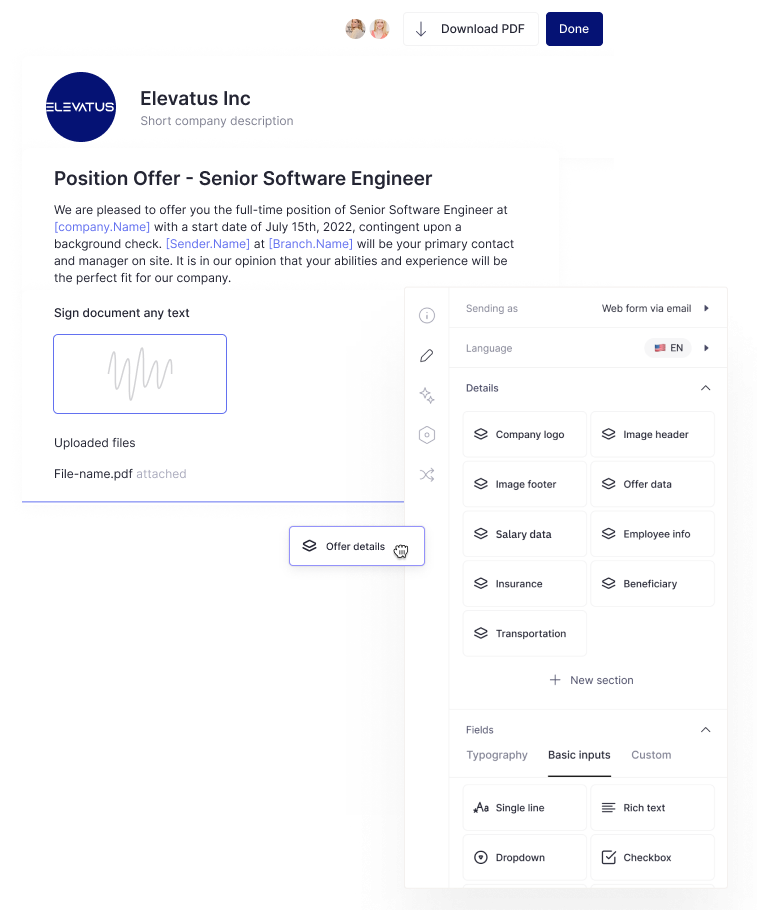 Download PDF
Done
ELEVATUS
Elevatus Inc
Short company description
Position Offer - Senior Software Engineer
We are pleased to offer you the full-time position of Senior Software Engineer at
[company.Name] with a start date of July 15th, 2022, contingent upon a
background check. [Sender.Name] at [Branch.Name] will be your primary contact
and manager on site. It is in our opinion that your abilities and experience will be
the perfect fit for our company.
Sign document any text
Uploaded files
File-name.pdf attached
Offer details
Sending as
Web form via email
Language
EN
Details
Company logo
Image header
Image footer
Offer data
Salary data
Employee info
Insurance
Beneficiary
Transportation
New section
Fields
Typography
Basic inputs
Custom
Aa
Single line
Rich text
Dropdown
Checkbox